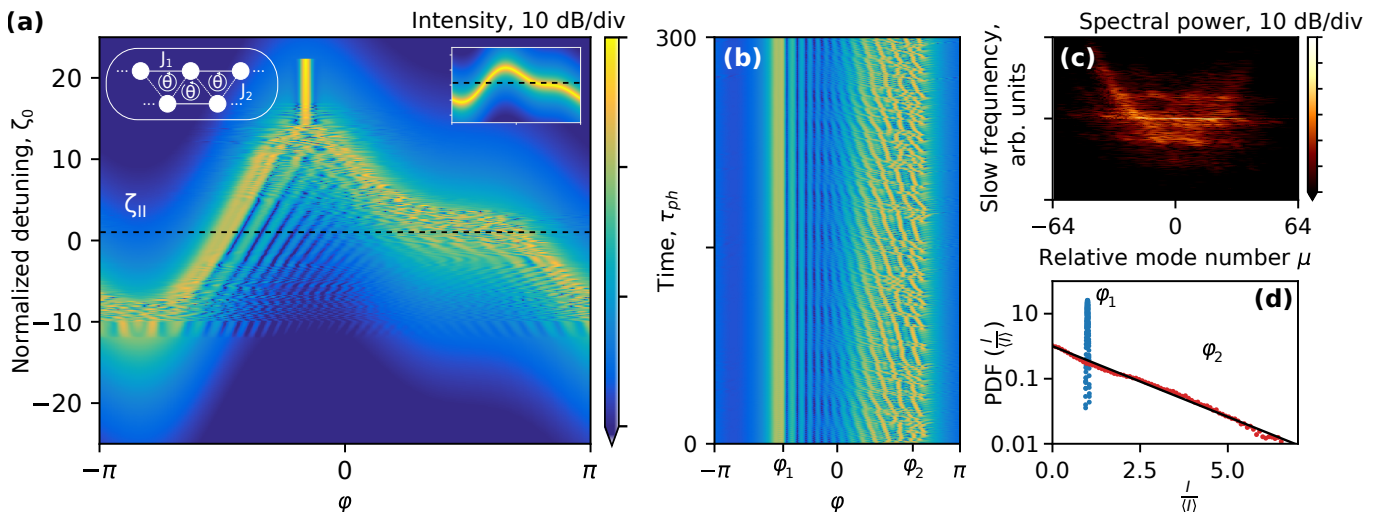 (a)
Intensity, 10 dB/div
Normalized detuning, ζ0
20
10
0
−10
−20
J1
... ...
θ θ
θ
J2
... ...
ζII
−π 0 π
φ
(b)
300
Time, τph
0
−π φ1 0 φ2 π
φ
Spectral power, 10 dB/div
(c)
Slow frequency,
arb. units
−64 0 64
Relative mode number μ
(d)
φ1
φ2
PDF (I/⟨I⟩)
10
0.1
0.01
0.0 2.5 5.0
I/⟨I⟩